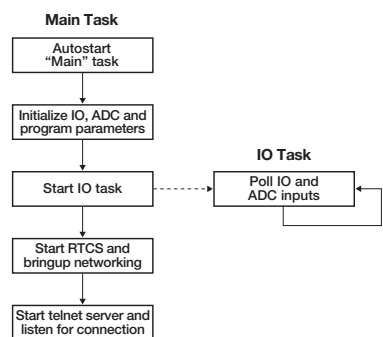 Main Task
Autostart
“Main” task
Initialize IO, ADC and
program parameters
Start IO task
Start RTCS and
bringup networking
Start telnet server and
listen for connection
IO Task
Poll IO and
ADC inputs